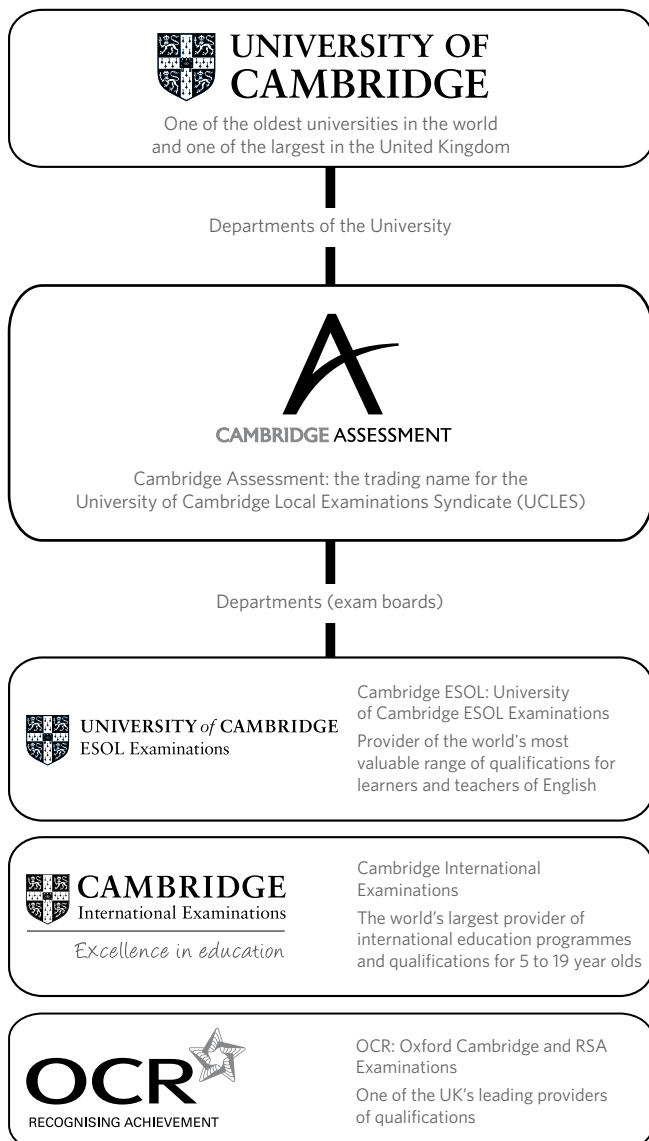 UNIVERSITY OF
CAMBRIDGE
One of the oldest universities in the world
and one of the largest in the United Kingdom
Departments of the University
CAMBRIDGE ASSESSMENT
Cambridge Assessment: the trading name for the
University of Cambridge Local Examinations Syndicate (UCLES)
Departments (exam boards)
UNIVERSITY of CAMBRIDGE
ESOL Examinations
Cambridge ESOL: University
of Cambridge ESOL Examinations
Provider of the world's most
valuable range of qualifications for
learners and teachers of English
CAMBRIDGE
International Examinations
Excellence in education
Cambridge International
Examinations
The world’s largest provider of
international education programmes
and qualifications for 5 to 19 year olds
OCR
RECOGNISING ACHIEVEMENT
OCR: Oxford Cambridge and RSA
Examinations
One of the UK’s leading providers
of qualifications